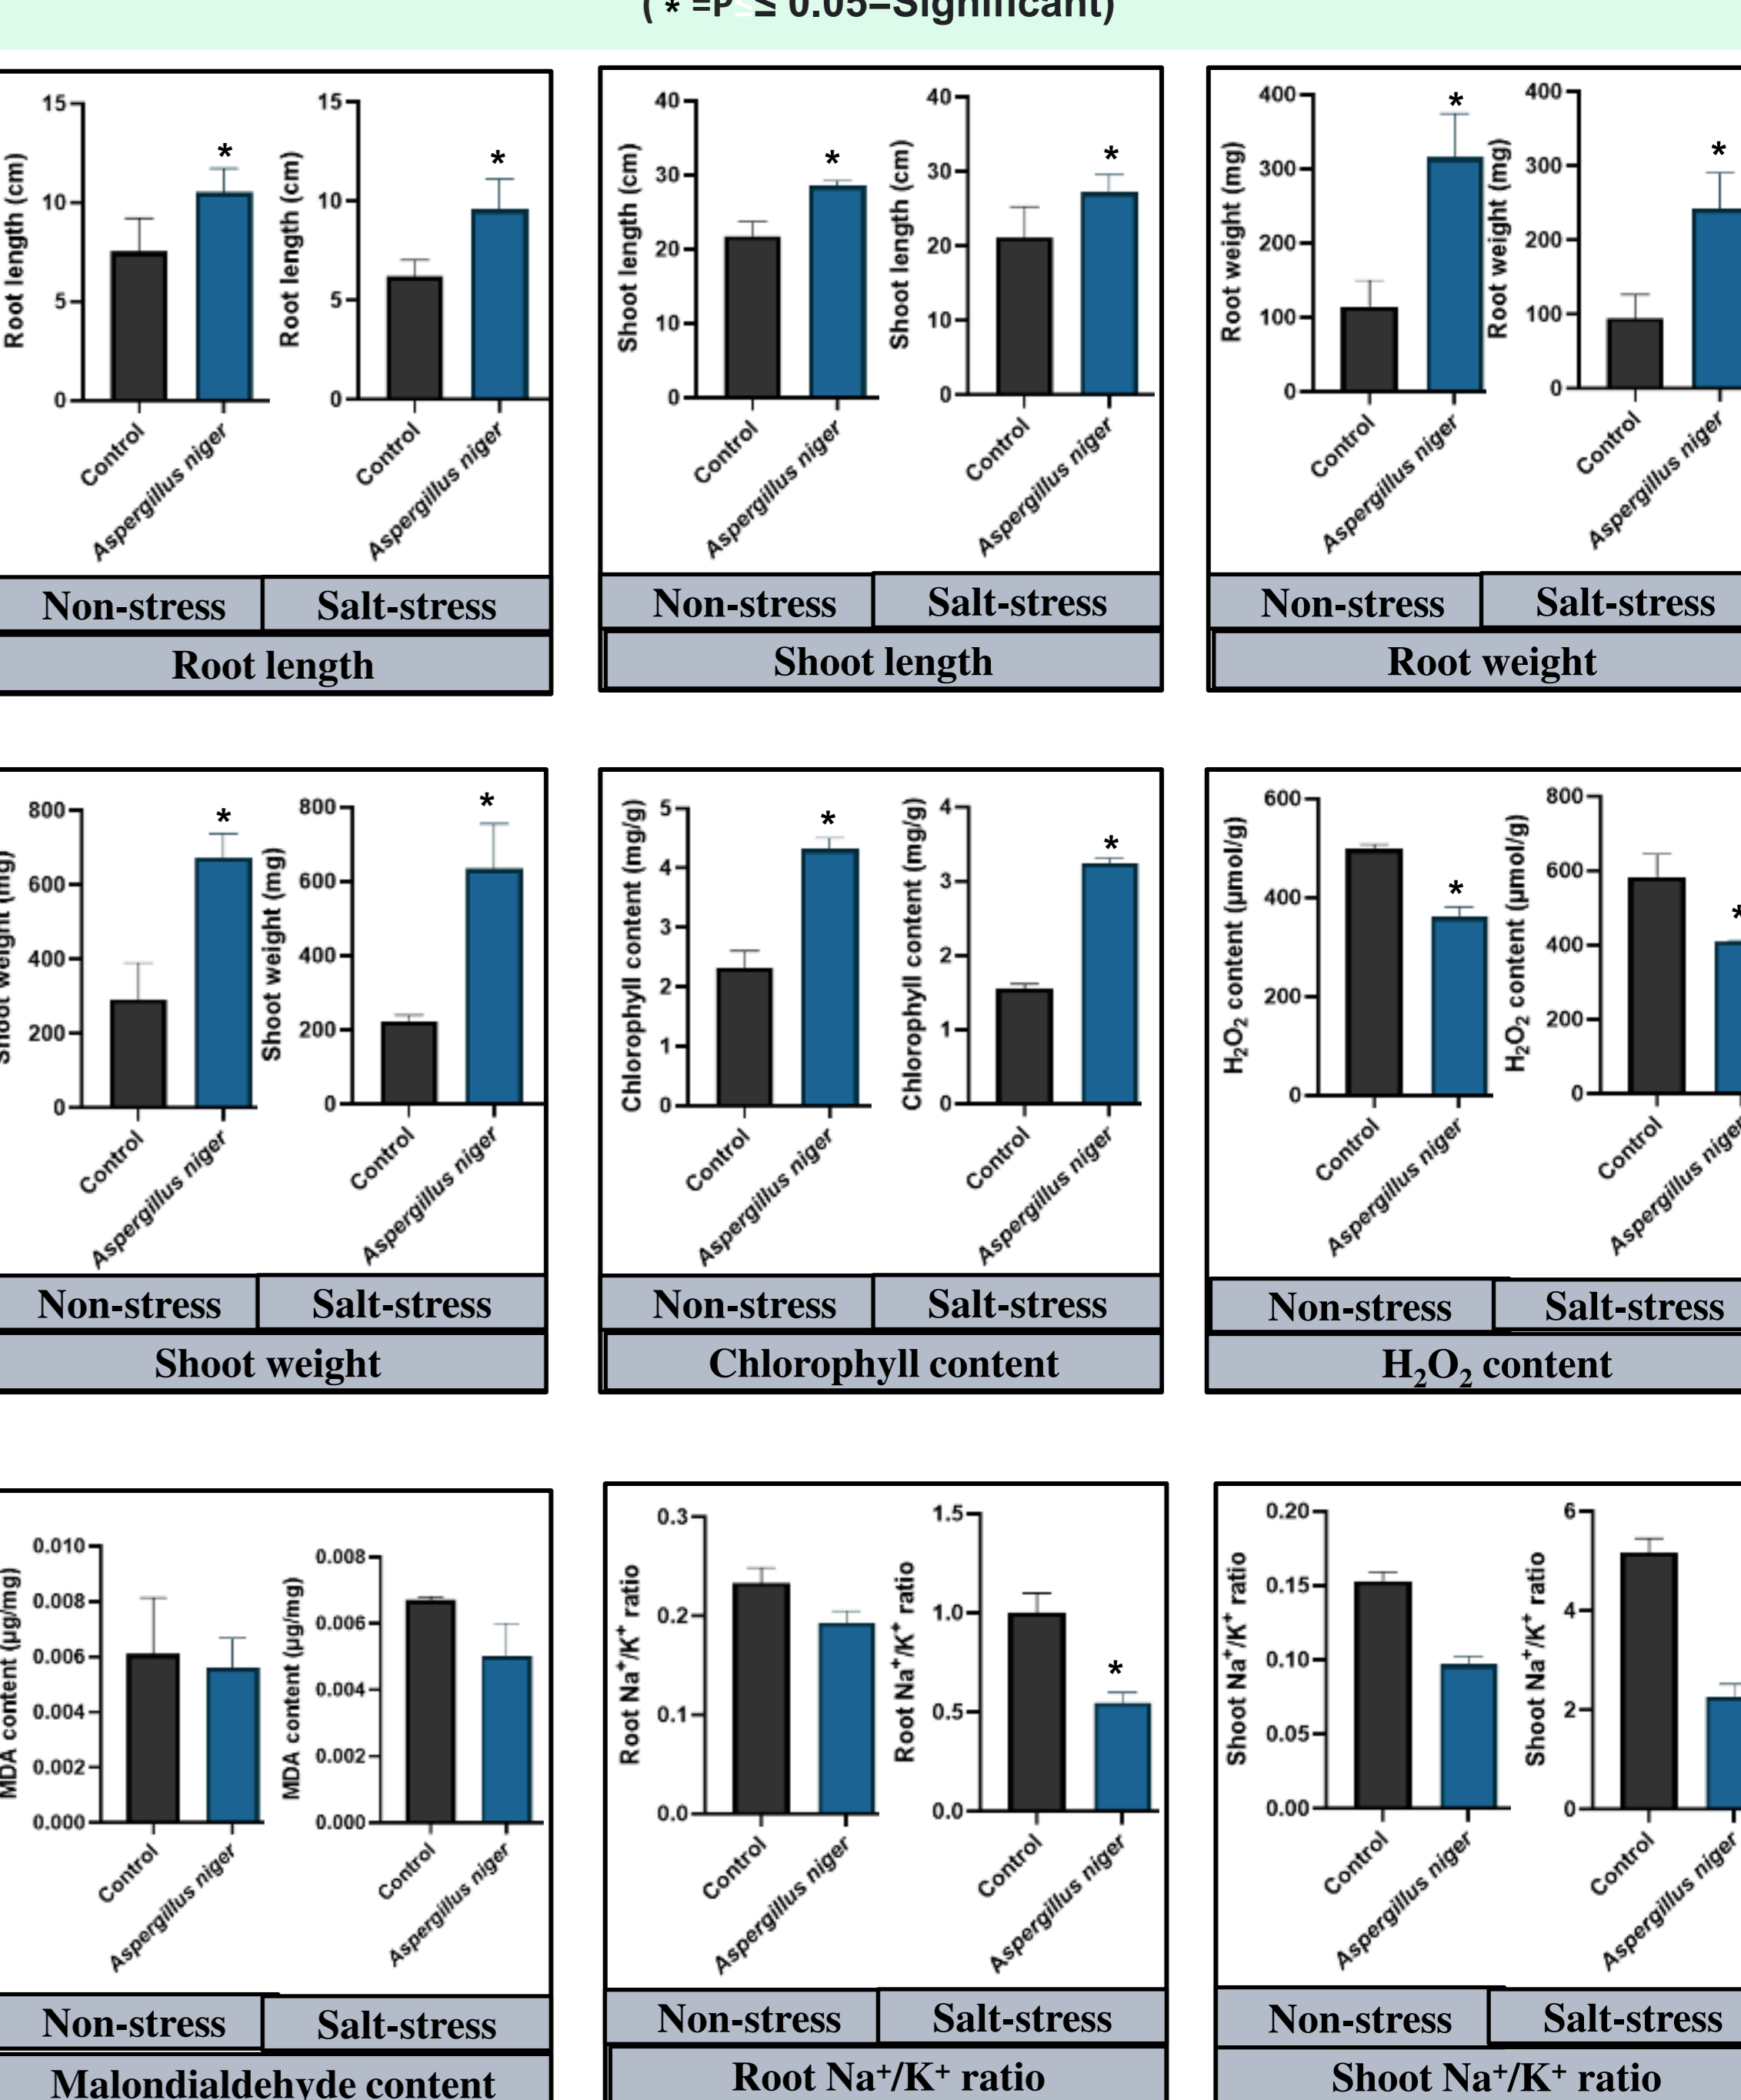 ( * =P ≤ 0.05–Significant)
15
10
5
0
Root length (cm)
*
Control
Aspergillus niger
15
10
5
0
Root length (cm)
*
Control
Aspergillus niger
Non-stress
Salt-stress
Root length
40
30
20
10
0
Shoot length (cm)
*
Control
Aspergillus niger
40
30
20
10
0
Shoot length (cm)
*
Control
Aspergillus niger
Non-stress
Salt-stress
Shoot length
400
300
200
100
0
Root weight (mg)
*
Control
Aspergillus niger
400
300
200
100
0
Root weight (mg)
*
Control
Aspergillus niger
Non-stress
Salt-stress
Root weight
800
600
400
200
0
Shoot weight (mg)
*
Control
Aspergillus niger
800
600
400
200
0
Shoot weight (mg)
*
Control
Aspergillus niger
Non-stress
Salt-stress
Shoot weight
5
4
3
2
1
0
Chlorophyll content (mg/g)
*
Control
Aspergillus niger
4
3
2
1
0
Chlorophyll content (mg/g)
*
Control
Aspergillus niger
Non-stress
Salt-stress
Chlorophyll content
600
400
200
0
H₂O₂ content (µmol/g)
*
Control
Aspergillus niger
800
600
400
200
0
H₂O₂ content (µmol/g)
*
Control
Aspergillus niger
Non-stress
Salt-stress
H₂O₂ content
0.010
0.008
0.006
0.004
0.002
0.000
MDA content (µg/mg)
Control
Aspergillus niger
0.008
0.006
0.004
0.002
0.000
MDA content (µg/mg)
Control
Aspergillus niger
Non-stress
Salt-stress
Malondialdehyde content
0.3
0.2
0.1
0.0
Root Na⁺/K⁺ ratio
Control
Aspergillus niger
1.5
1.0
0.5
0.0
Root Na⁺/K⁺ ratio
*
Control
Aspergillus niger
Non-stress
Salt-stress
Root Na⁺/K⁺ ratio
0.20
0.15
0.10
0.05
0.00
Shoot Na⁺/K⁺ ratio
Control
Aspergillus niger
6
4
2
0
Shoot Na⁺/K⁺ ratio
Control
Aspergillus niger
Non-stress
Salt-stress
Shoot Na⁺/K⁺ ratio